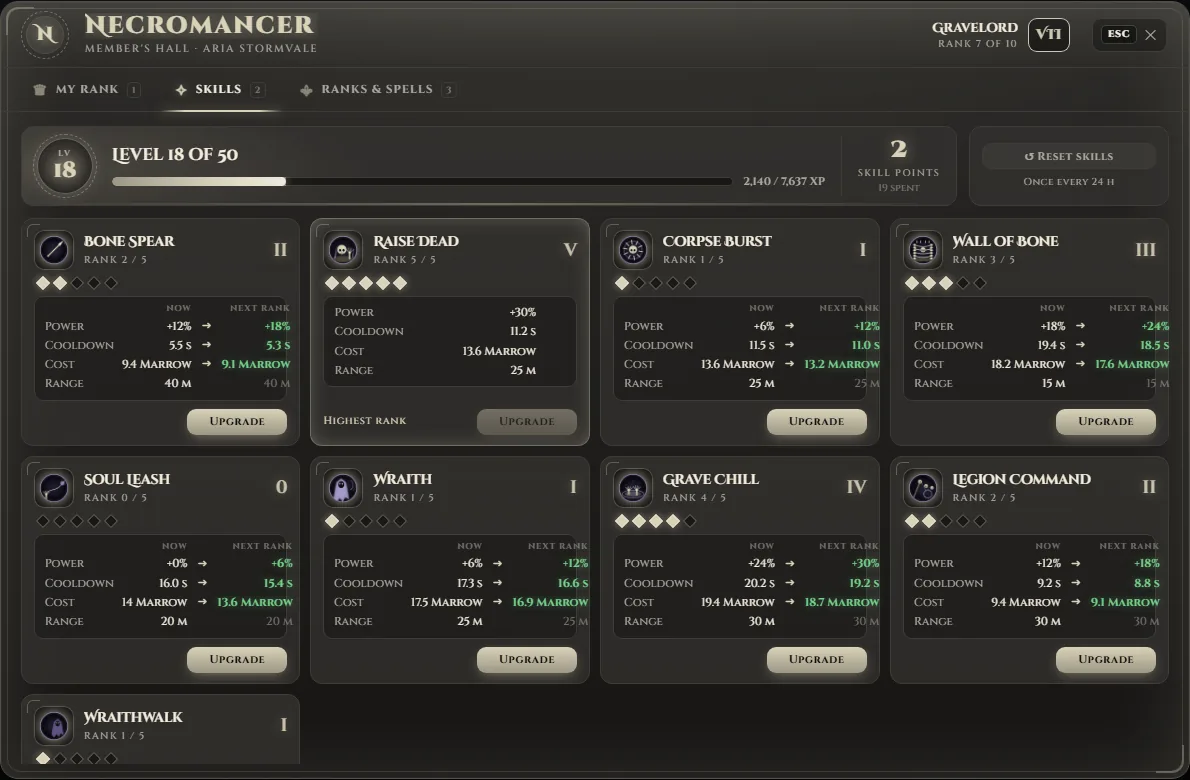 N
NECROMANCER
MEMBER'S HALL · ARIA STORMVALE
GRAVELORD
RANK 7 OF 10
VII
ESC
MY RANK 1
SKILLS 2
RANKS & SPELLS 3
LV
18
LEVEL 18 OF 50
2,140 / 7,637 XP
2
SKILL POINTS
19 SPENT
↺ RESET SKILLS
ONCE EVERY 24 H
BONE SPEAR
RANK 2 / 5
II
NOW NEXT RANK
POWER +12% → +18%
COOLDOWN 5.5 S → 5.3 S
COST 9.4 MARROW → 9.1 MARROW
RANGE 40 M 40 M
UPGRADE
RAISE DEAD
RANK 5 / 5
V
POWER +30%
COOLDOWN 11.2 S
COST 13.6 MARROW
RANGE 25 M
HIGHEST RANK
UPGRADE
CORPSE BURST
RANK 1 / 5
I
NOW NEXT RANK
POWER +6% → +12%
COOLDOWN 11.5 S → 11.0 S
COST 13.6 MARROW → 13.2 MARROW
RANGE 25 M 25 M
UPGRADE
WALL OF BONE
RANK 3 / 5
III
NOW NEXT RANK
POWER +18% → +24%
COOLDOWN 19.4 S → 18.5 S
COST 18.2 MARROW → 17.6 MARROW
RANGE 15 M 15 M
UPGRADE
SOUL LEASH
RANK 0 / 5
0
NOW NEXT RANK
POWER +0% → +6%
COOLDOWN 16.0 S → 15.4 S
COST 14 MARROW → 13.6 MARROW
RANGE 20 M 20 M
UPGRADE
WRAITH
RANK 1 / 5
I
NOW NEXT RANK
POWER +6% → +12%
COOLDOWN 17.3 S → 16.6 S
COST 17.5 MARROW → 16.9 MARROW
RANGE 25 M 25 M
UPGRADE
GRAVE CHILL
RANK 4 / 5
IV
NOW NEXT RANK
POWER +24% → +30%
COOLDOWN 20.2 S → 19.2 S
COST 19.4 MARROW → 18.7 MARROW
RANGE 30 M 30 M
UPGRADE
LEGION COMMAND
RANK 2 / 5
II
NOW NEXT RANK
POWER +12% → +18%
COOLDOWN 9.2 S → 8.8 S
COST 9.4 MARROW → 9.1 MARROW
RANGE 30 M 30 M
UPGRADE
WRAITHWALK
RANK 1 / 5
I